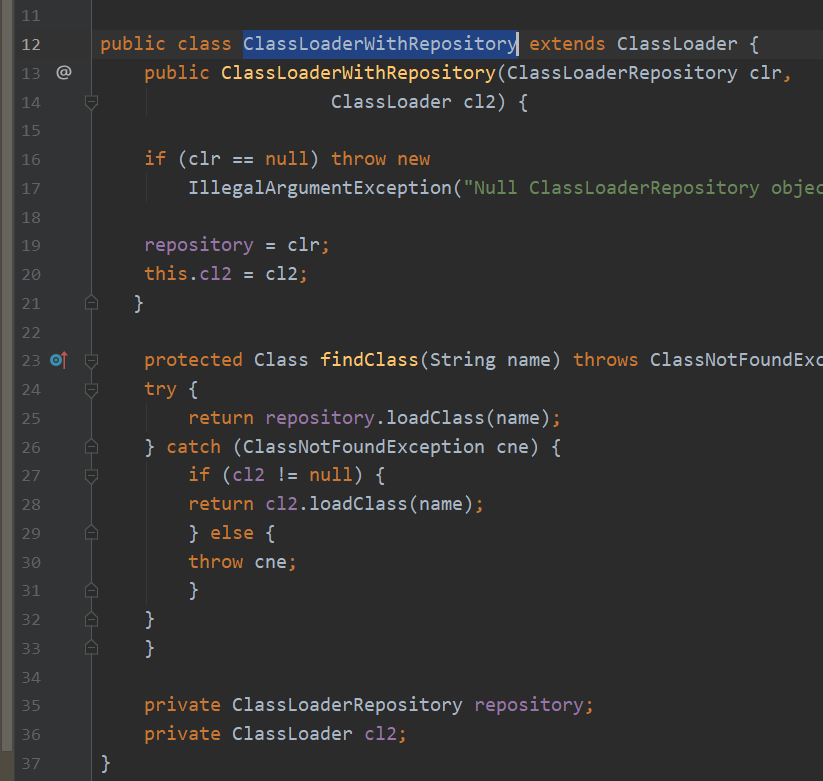 11
12 public class ClassLoaderWithRepository extends ClassLoader {
13 @ public ClassLoaderWithRepository(ClassLoaderRepository clr,
14 ClassLoader cl2) {
15
16 if (clr == null) throw new
17 IllegalArgumentException("Null ClassLoaderRepository objec
18
19 repository = clr;
20 this.cl2 = cl2;
21 }
22
23 protected Class findClass(String name) throws ClassNotFoundExc
24 try {
25 return repository.loadClass(name);
26 } catch (ClassNotFoundException cne) {
27 if (cl2 != null) {
28 return cl2.loadClass(name);
29 } else {
30 throw cne;
31 }
32 }
33 }
34
35 private ClassLoaderRepository repository;
36 private ClassLoader cl2;
37 }